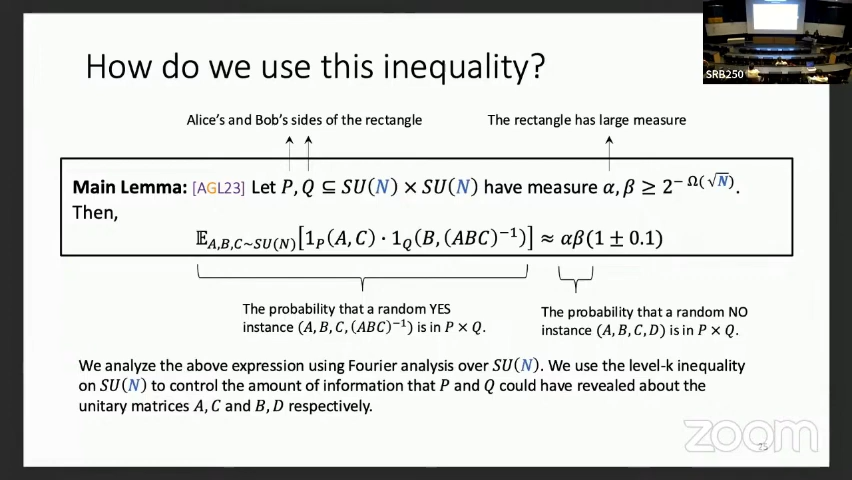 How do we use this inequality?
SRB250
Alice's and Bob's sides of the rectangle
The rectangle has large measure
Main Lemma: [AGL23] Let P, Q ⊆ SU(N) × SU(N) have measure α, β ≥ 2^{−Ω(√N)}.
Then,
𝔼_{A,B,C~SU(N)}[1_P(A, C) · 1_Q(B, (ABC)^{−1})] ≈ αβ(1 ± 0.1)
The probability that a random YES
instance (A, B, C, (ABC)^{−1}) is in P × Q.
The probability that a random NO
instance (A, B, C, D) is in P × Q.
We analyze the above expression using Fourier analysis over SU(N). We use the level-k inequality
on SU(N) to control the amount of information that P and Q could have revealed about the
unitary matrices A, C and B, D respectively.
zoom